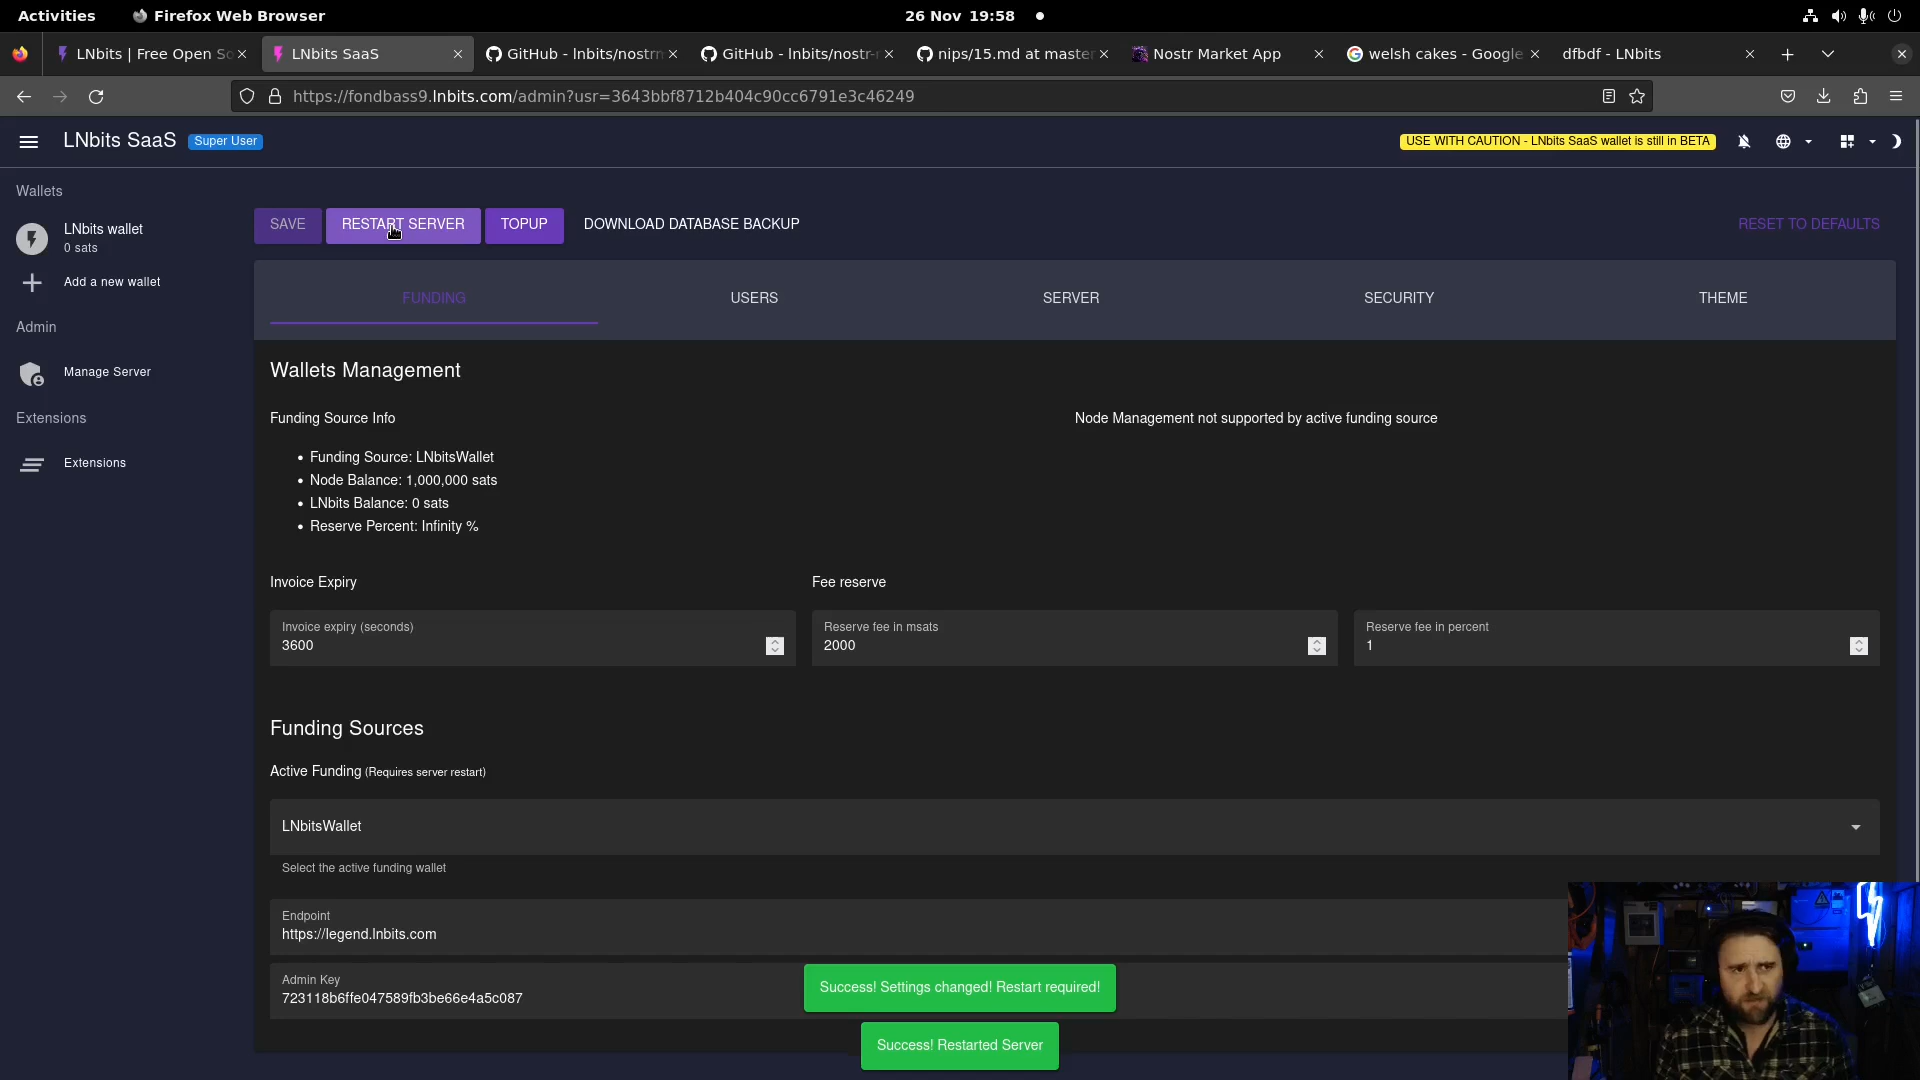 Activities
Firefox Web Browser
26 Nov 19:58
LNbits | Free Open So
LNbits SaaS
GitHub - lnbits/nostrm
GitHub - lnbits/nostr-
nips/15.md at master
Nostr Market App
welsh cakes - Google
dfbdf - LNbits
https://fondbass9.lnbits.com/admin?usr=3643bbf8712b404c90cc6791e3c46249
LNbits SaaS
Super User
USE WITH CAUTION - LNbits SaaS wallet is still in BETA
Wallets
LNbits wallet
0 sats
Add a new wallet
Admin
Manage Server
Extensions
Extensions
SAVE
RESTART SERVER
TOPUP
DOWNLOAD DATABASE BACKUP
RESET TO DEFAULTS
FUNDING
USERS
SERVER
SECURITY
THEME
Wallets Management
Funding Source Info
Node Management not supported by active funding source
Funding Source: LNbitsWallet
Node Balance: 1,000,000 sats
LNbits Balance: 0 sats
Reserve Percent: Infinity %
Invoice Expiry
Fee reserve
Invoice expiry (seconds)
3600
Reserve fee in msats
2000
Reserve fee in percent
1
Funding Sources
Active Funding (Requires server restart)
LNbitsWallet
Select the active funding wallet
Endpoint
https://legend.lnbits.com
Admin Key
723118b6ffe047589fb3be66e4a5c087
Success! Settings changed! Restart required!
Success! Restarted Server